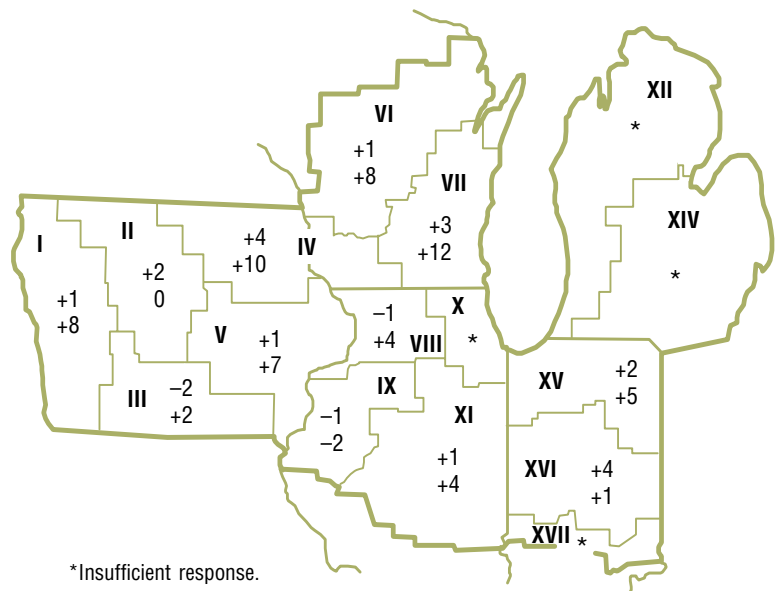 XII
*
VI
+1
+8
VII
+3
+12
XIV
*
I
+1
+8
II
+2
0
+4
+10
IV
V
+1
+7
III
–2
+2
–1
+4
VIII
X
*
IX
–1
–2
XI
+1
+4
XV
+2
+5
XVI
+4
+1
XVII
*
*Insufficient response.